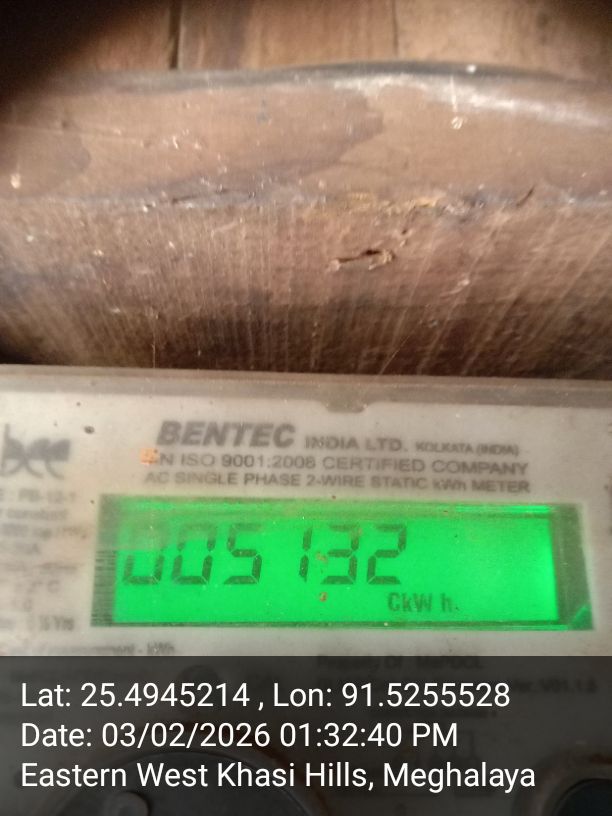 BENTEC INDIA LTD. KOLKATA (INDIA)
AN ISO 9001:2008 CERTIFIED COMPANY
AC SINGLE PHASE 2-WIRE STATIC kWh METER
bee
005132
CkW h
Lat: 25.4945214 , Lon: 91.5255528
Date: 03/02/2026 01:32:40 PM
Eastern West Khasi Hills, Meghalaya